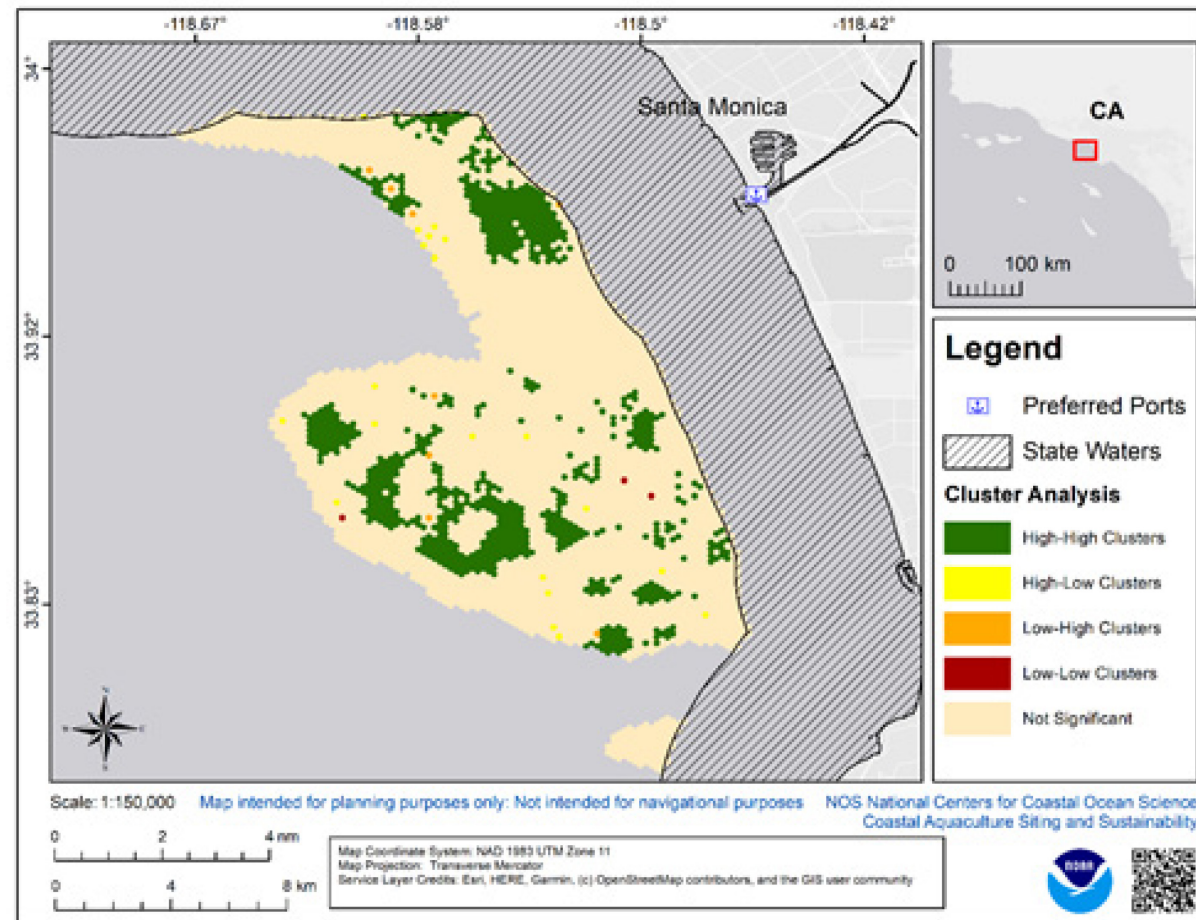 -118.67°
-118.58°
-118.5°
-118.42°
34°
33.92°
33.83°
Santa Monica
CA
0 100 km
Legend
Preferred Ports
State Waters
Cluster Analysis
High-High Clusters
High-Low Clusters
Low-High Clusters
Low-Low Clusters
Not Significant
Scale: 1:150,000 Map intended for planning purposes only: Not intended for navigational purposes NOS National Centers for Coastal Ocean Science
Coastal Aquaculture Siting and Sustainability
0 2 4 nm
0 4 8 km
Map Coordinate System: NAD 1983 UTM Zone 11
Map Projection: Transverse Mercator
Service Layer Credits: Esri, HERE, Garmin, (c) OpenStreetMap contributors, and the GIS user community
NOAA